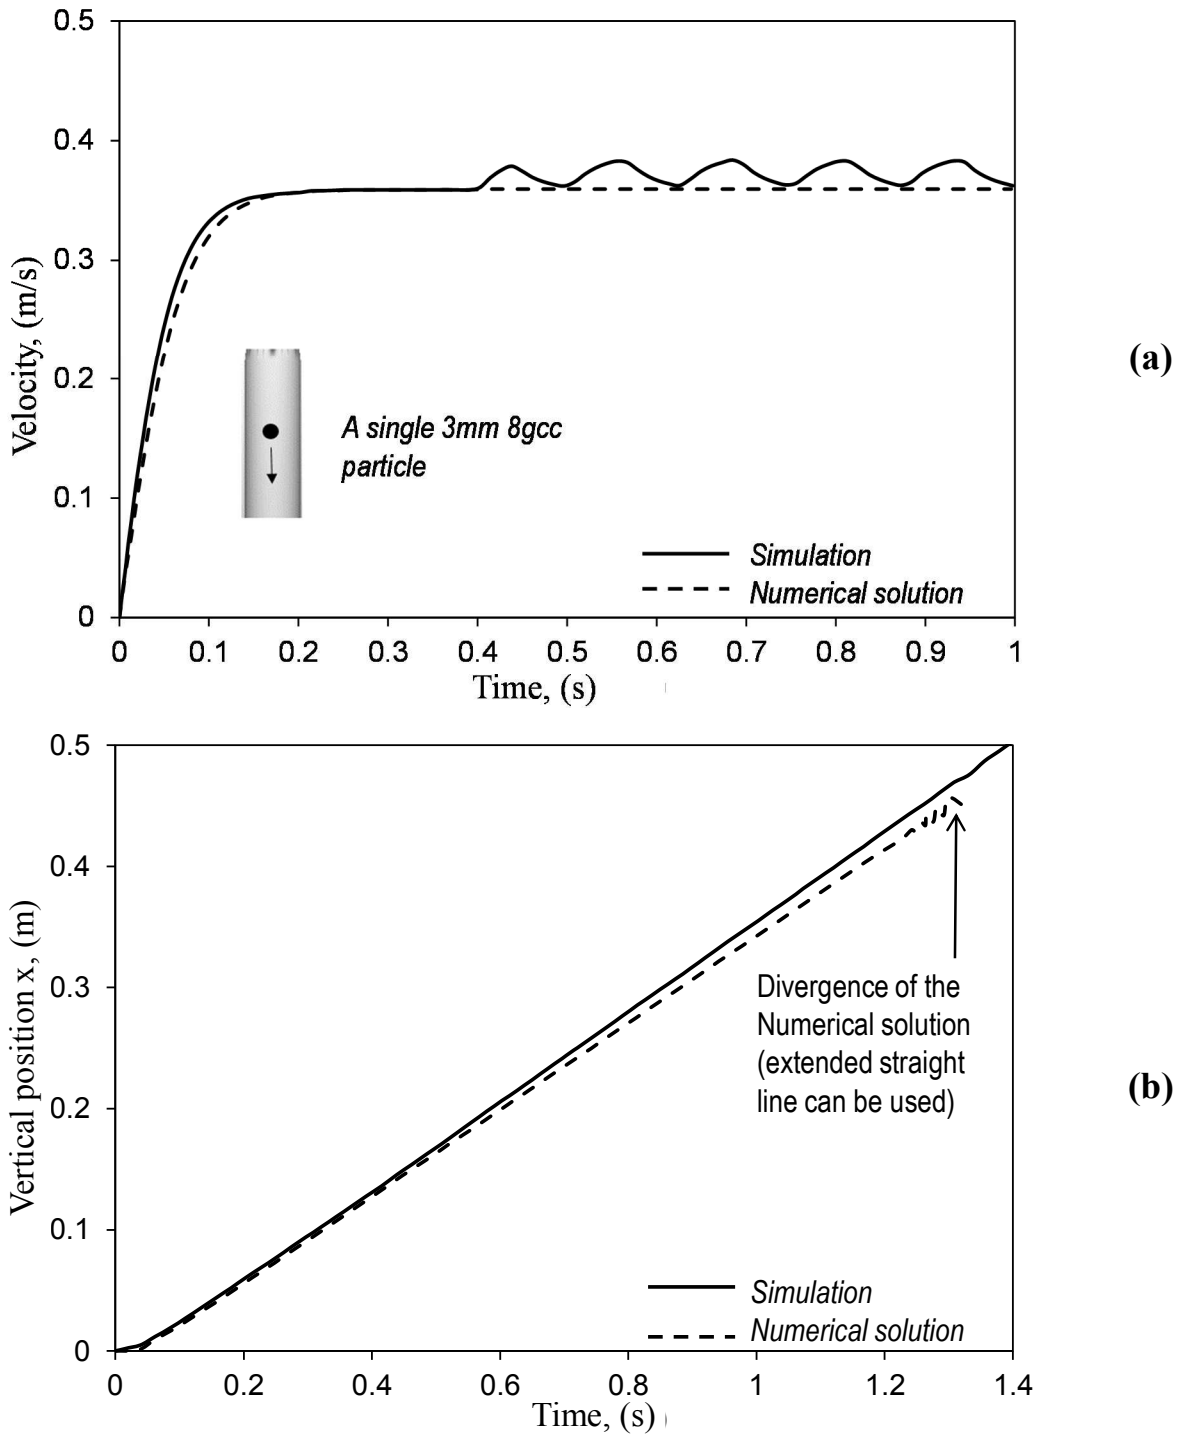 0.5
0.4
0.3
0.2
0.1
0
Velocity, (m/s)
A single 3mm 8gcc
particle
Simulation
Numerical solution
0 0.1 0.2 0.3 0.4 0.5 0.6 0.7 0.8 0.9 1
Time, (s)
(a)
0.5
0.4
0.3
0.2
0.1
0
Vertical position x, (m)
Divergence of the
Numerical solution
(extended straight
line can be used)
Simulation
Numerical solution
0 0.2 0.4 0.6 0.8 1 1.2 1.4
Time, (s)
(b)